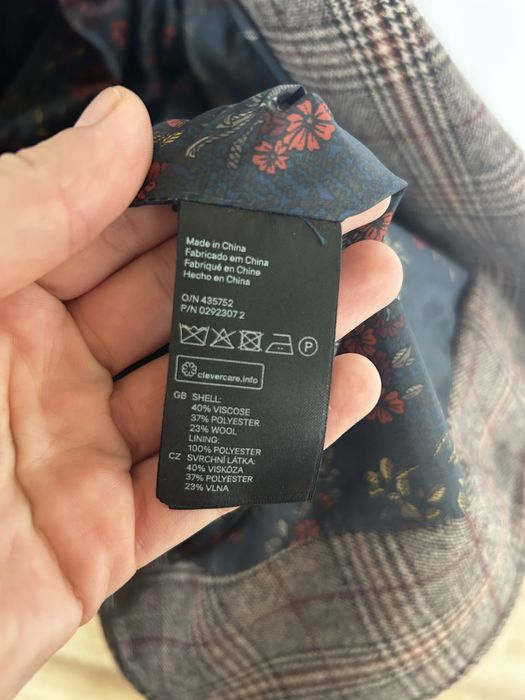 Made in China
Fabricado em China
Fabriqué en Chine
Hecho en China
O/N 435752
P/N 0292307 2
P
clevercare.info
GB SHELL:
40% VISCOSE
37% POLYESTER
23% WOOL
LINING:
100% POLYESTER
CZ SVRCHNÍ LÁTKA:
40% VISKÓZA
37% POLYESTER
23% VLNA